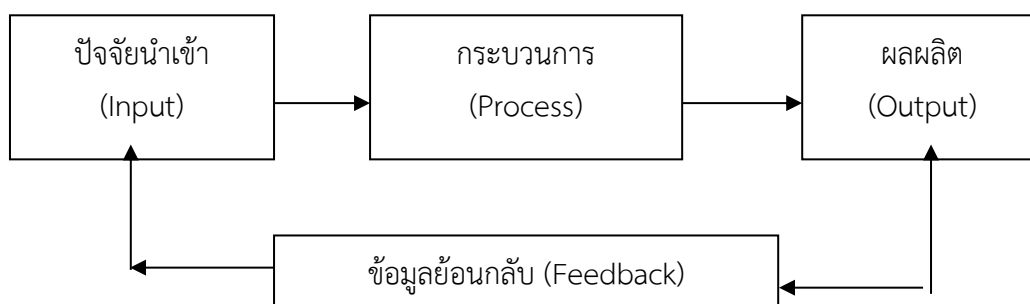 ปัจจัยนำเข้า
(Input)
กระบวนการ
(Process)
ผลผลิต
(Output)
ข้อมูลย้อนกลับ (Feedback)